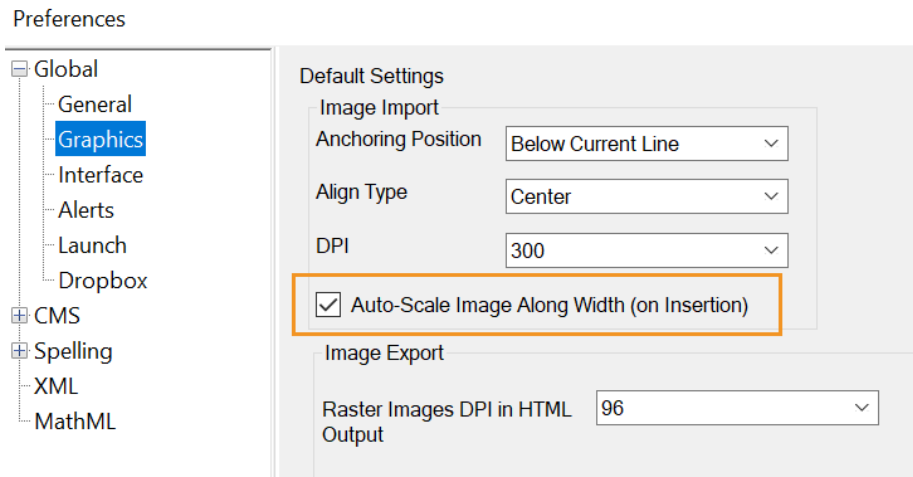 Preferences
Global
General
Graphics
Interface
Alerts
Launch
Dropbox
CMS
Spelling
XML
MathML
Default Settings
Image Import
Anchoring Position Below Current Line
Align Type Center
DPI 300
Auto-Scale Image Along Width (on Insertion)
Image Export
Raster Images DPI in HTML 96
Output